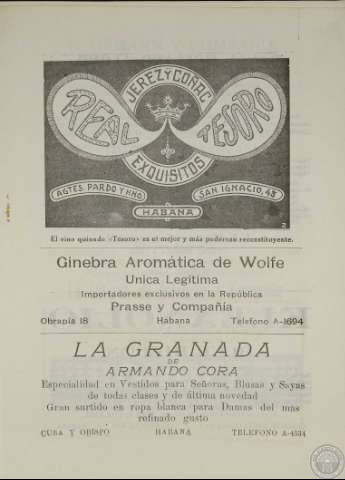 JEREZ Y COÑAC
REAL TESORO
EXQUISITOS
AGTES. PARDO Y HNO. SAN IGNACIO, 48
HABANA
El vino quinado «Tesoro» es el mejor y más poderoso reconstituyente.
Ginebra Aromática de Wolfe
Unica Legítima
Importadores exclusivos en la República
Prasse y Compañía
Obrapía 18 Habana Telefono A-1694
LA GRANADA
DE
ARMANDO CORA
Especialidad en Vestidos para Señoras, Blusas y Sayas
de todas clases y de última novedad
Gran surtido en ropa blanca para Damas del mas
refinado gusto
CUBA Y OBISPO HABANA TELEFONO A-4534